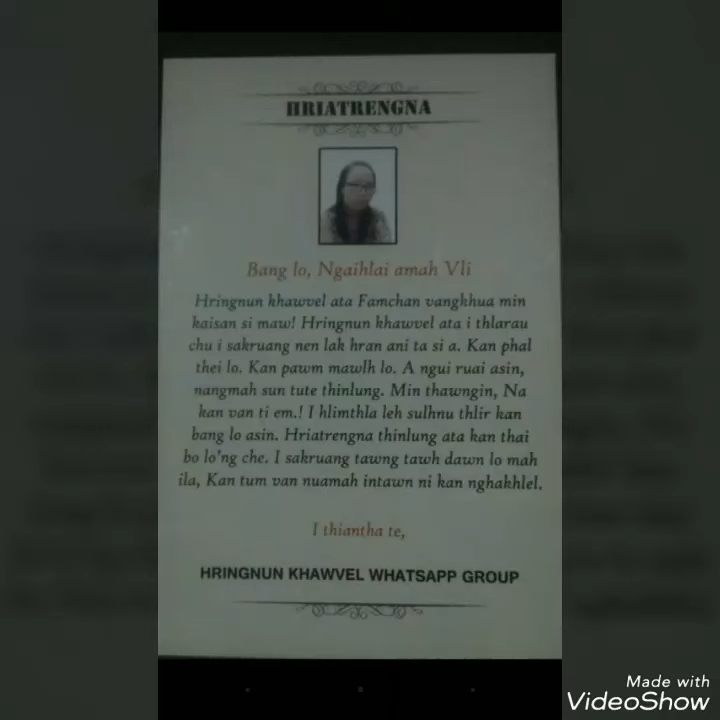 HRIATRENGNA
Bang lo, Ngaihlai amah Vli
Hringnun khawvel ata Famchan vangkhua min
kaisan si maw! Hringnun khawvel ata i thlarau
chu i sakruang nen lak hran ani ta si a. Kan phal
thei lo. Kan pawm mawlh lo. A ngui ruai asin,
nangmah sun tute thinlung. Min thawngin, Na
kan van ti em.! I hlimthla leh sulhnu thlir kan
bang lo asin. Hriatrengna thinlung ata kan thai
bo lo'ng che. I sakruang tawng tawh dawn lo mah
ila, Kan tum van nuamah intawn ni kan nghakhlel.
I thiantha te,
HRINGNUN KHAWVEL WHATSAPP GROUP
Made with
VideoShow